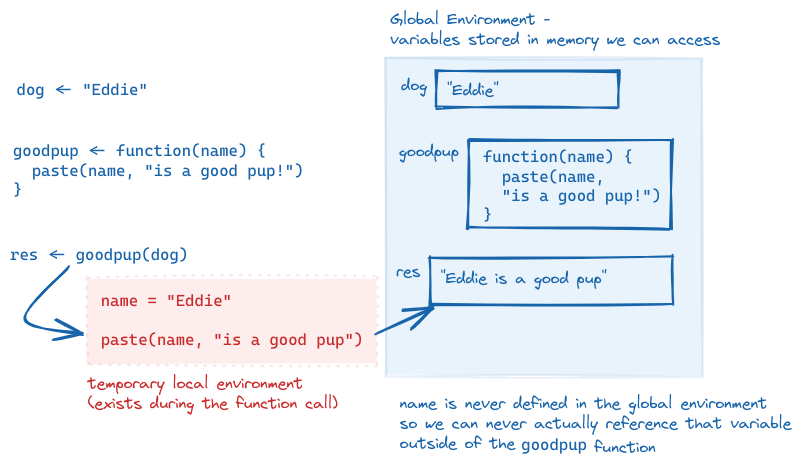 Global Environment -
variables stored in memory we can access
dog <- "Eddie"
goodpup <- function(name) {
  paste(name, "is a good pup!")
}
res <- goodpup(dog)
name = "Eddie"
paste(name, "is a good pup")
temporary local environment
(exists during the function call)
dog
"Eddie"
goodpup
function(name) {
  paste(name,
  "is a good pup!")
}
res
"Eddie is a good pup"
name is never defined in the global environment
so we can never actually reference that variable
outside of the goodpup function